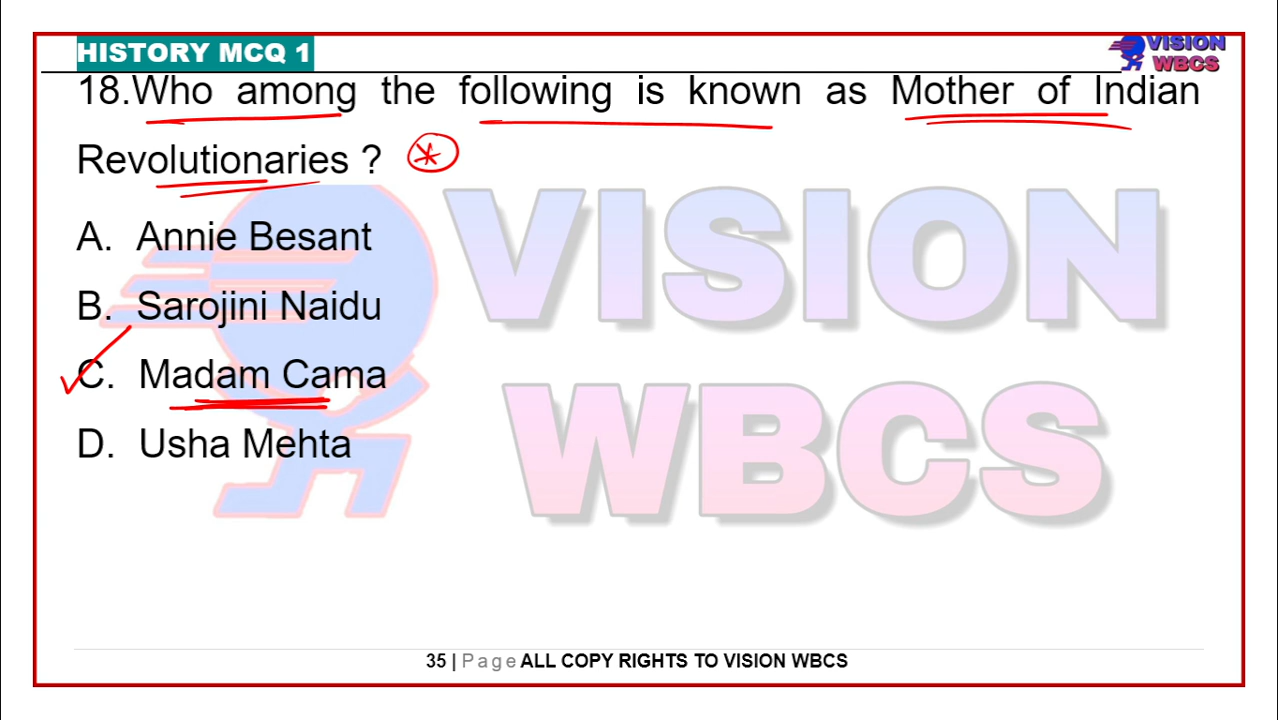 HISTORY MCQ 1
VISION
WBCS
18.Who among the following is known as Mother of Indian
Revolutionaries ?
A. Annie Besant
B. Sarojini Naidu
C. Madam Cama
D. Usha Mehta
VISION
WBCS
35 | Page ALL COPY RIGHTS TO VISION WBCS